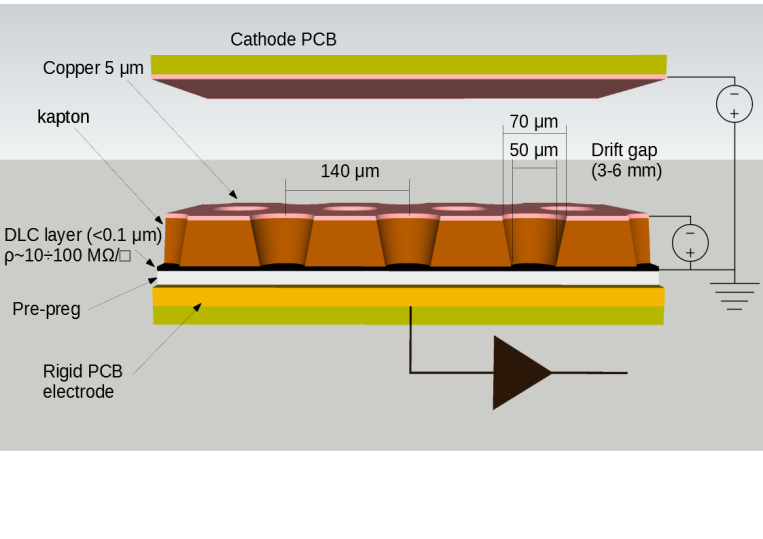 Cathode PCB
Copper 5 μm
kapton
70 μm
50 μm
Drift gap
(3-6 mm)
140 μm
DLC layer (<0.1 μm)
ρ~10÷100 MΩ/□
Pre-preg
Rigid PCB
electrode
−
+
−
+